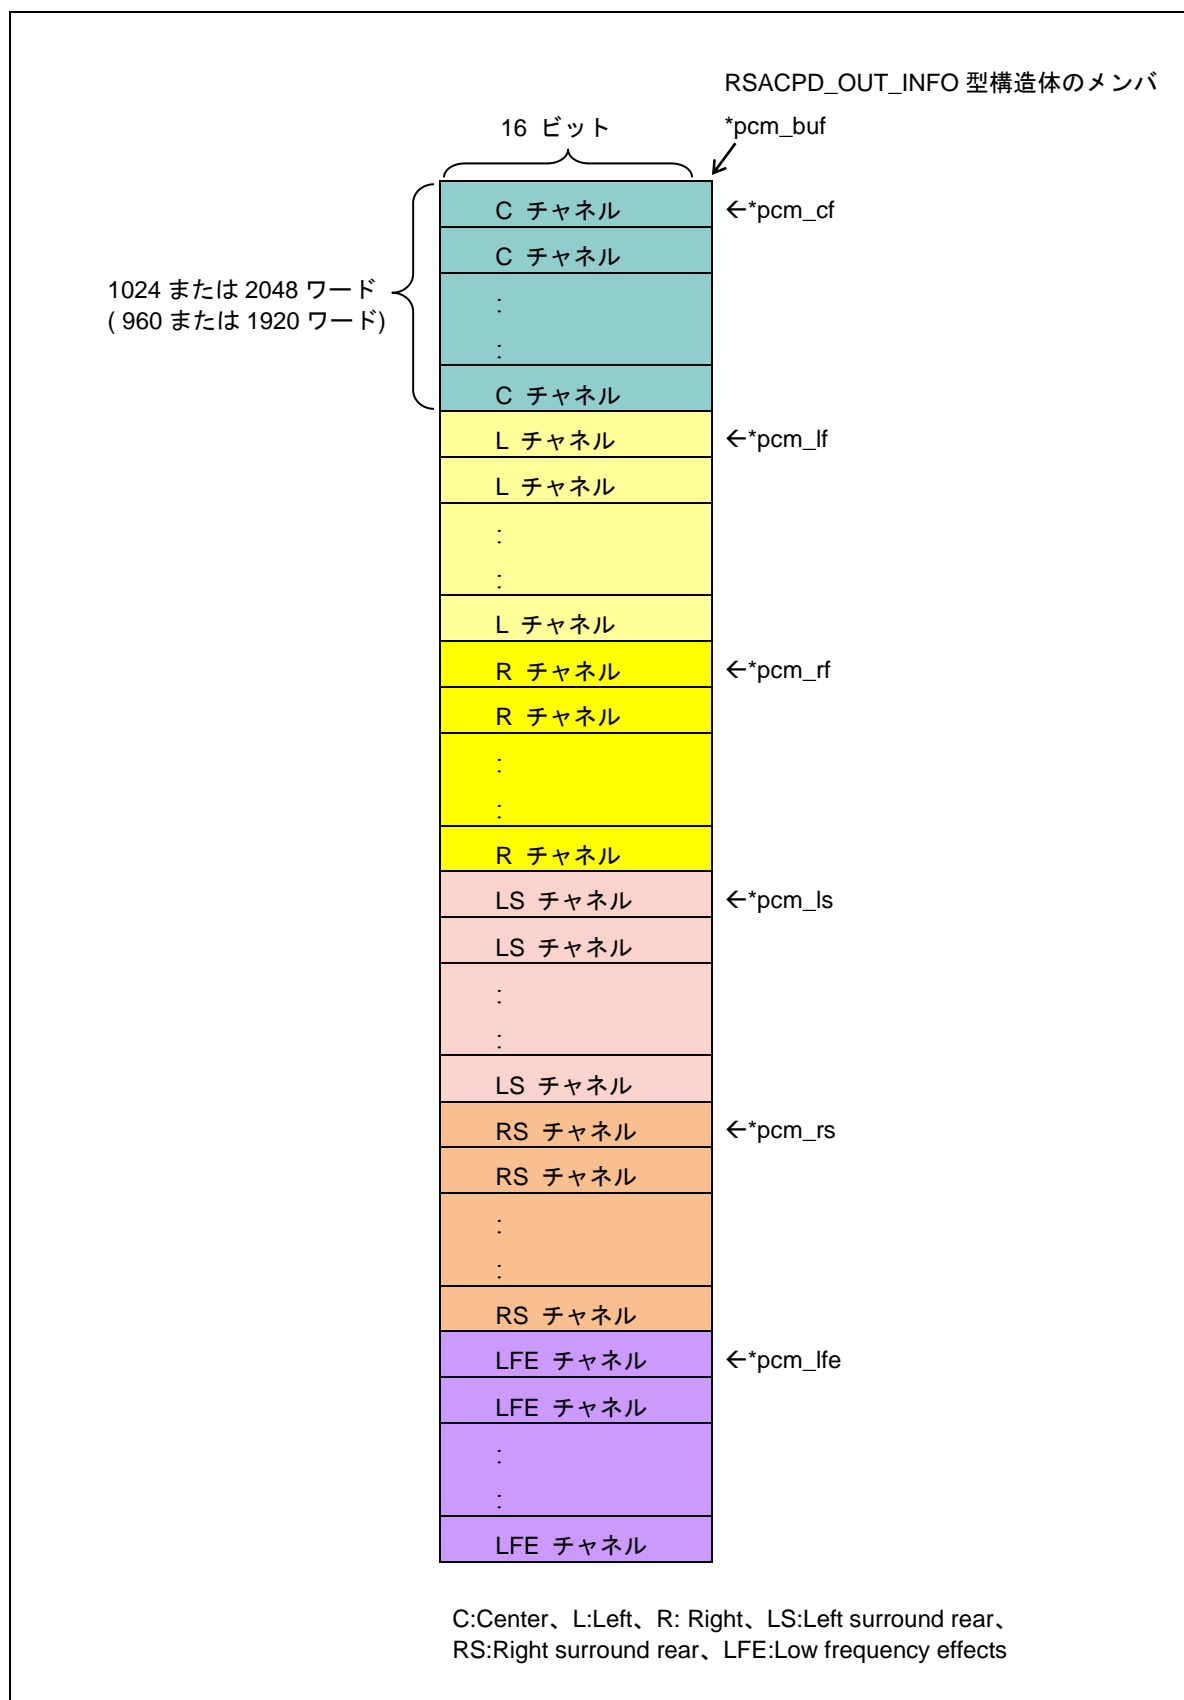 RSACPD_OUT_INFO 型構造体のメンバ
16 ビット
*pcm_buf
C チャネル
←*pcm_cf
C チャネル
1024 または 2048 ワード
( 960 または 1920 ワード)
:
:
C チャネル
L チャネル
←*pcm_lf
L チャネル
:
:
L チャネル
R チャネル
←*pcm_rf
R チャネル
:
:
R チャネル
LS チャネル
←*pcm_ls
LS チャネル
:
:
LS チャネル
RS チャネル
←*pcm_rs
RS チャネル
:
:
RS チャネル
LFE チャネル
←*pcm_lfe
LFE チャネル
:
:
LFE チャネル
C:Center、L:Left、R: Right、LS:Left surround rear、
RS:Right surround rear、LFE:Low frequency effects